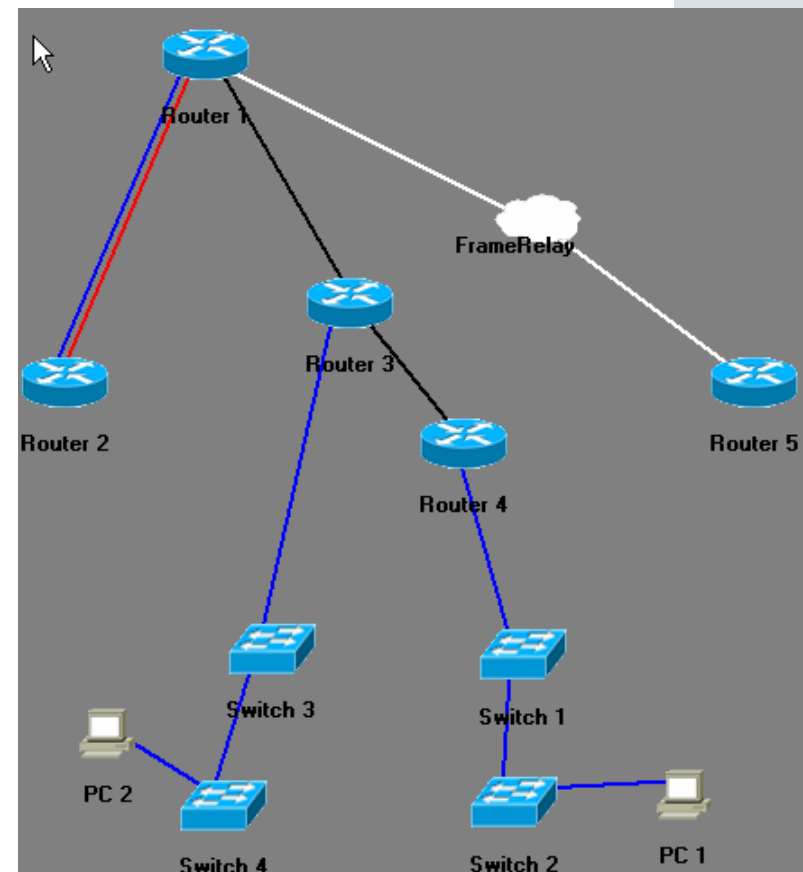 Router 1
FrameRelay
Router 3
Router 2
Router 5
Router 4
Switch 3
Switch 1
PC 2
PC 1
Switch 4
Switch 2